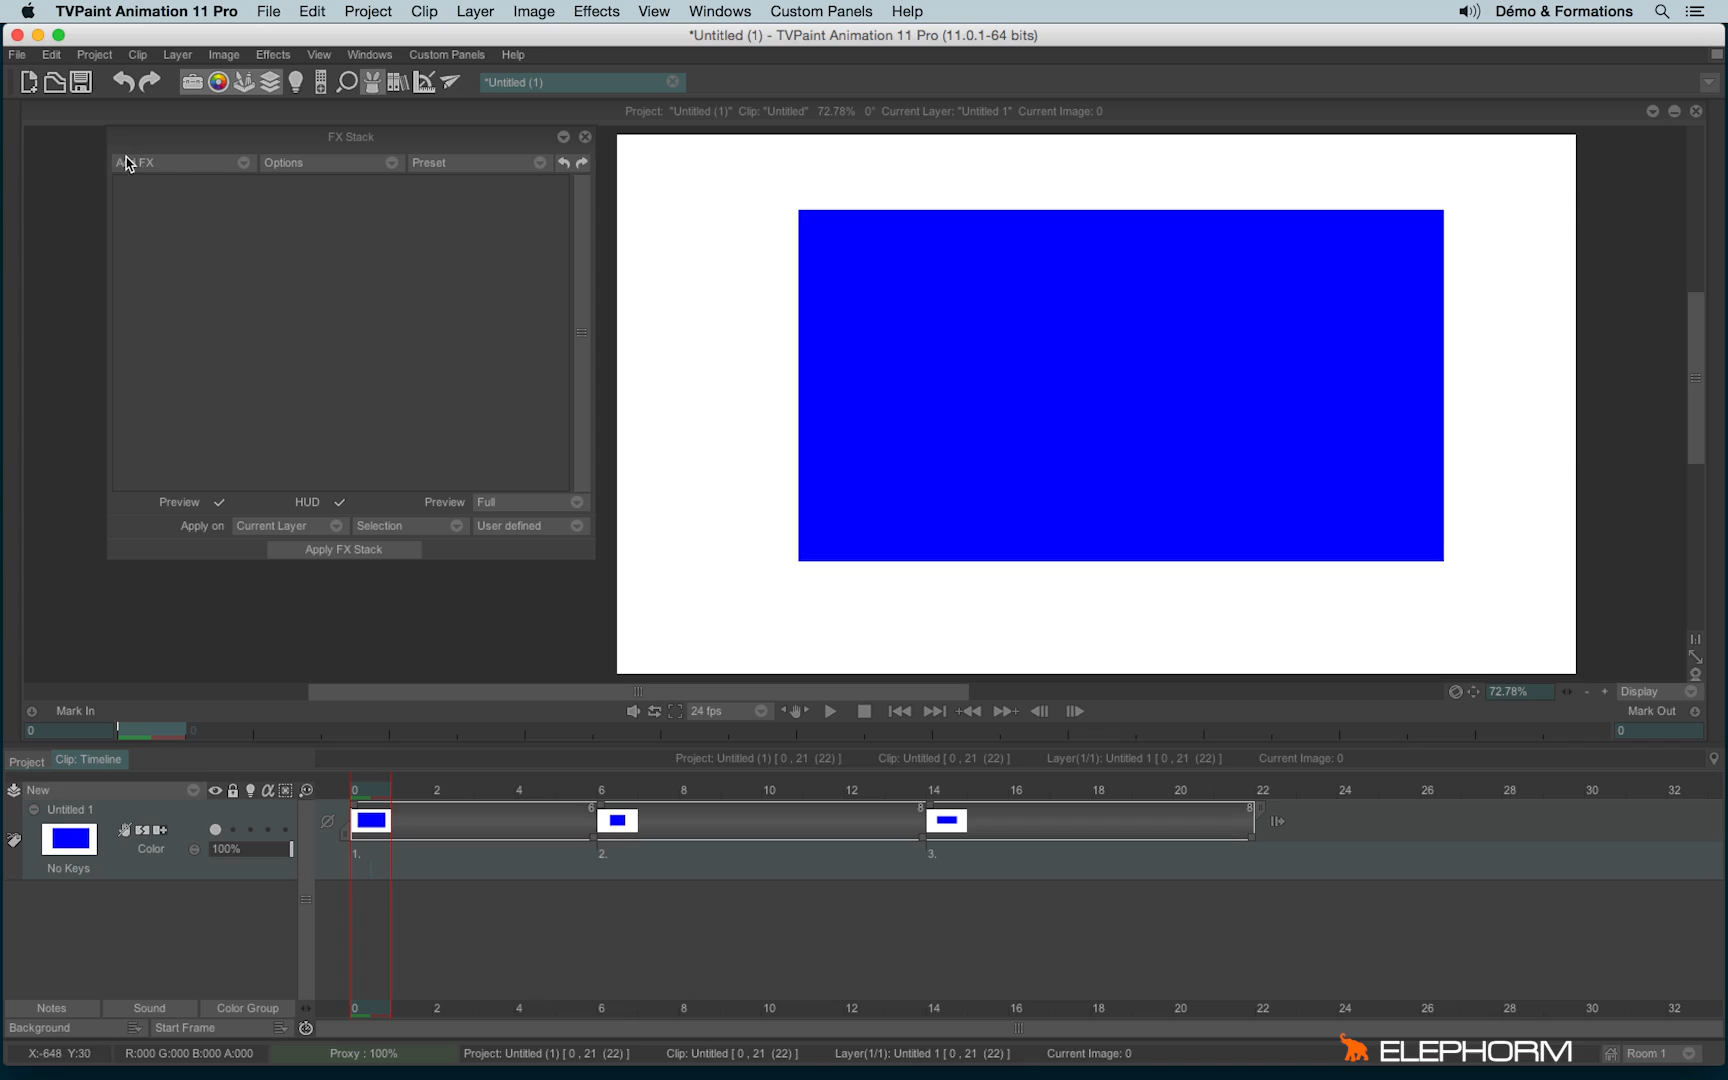 TVPaint Animation 11 Pro File Edit Project Clip Layer Image Effects View Windows Custom Panels Help Démo & Formations
*Untitled (1) - TVPaint Animation 11 Pro (11.0.1-64 bits)
File Edit Project Clip Layer Image Effects View Windows Custom Panels Help
*Untitled (1)
Project: "Untitled (1)" Clip: "Untitled" 72.78% 0° Current Layer: "Untitled 1" Current Image: 0
FX Stack
FX Options Preset
Preview HUD Preview Full
Apply on Current Layer Selection User defined
Apply FX Stack
72.78% - + Display
Mark In 24 fps Mark Out
0 0 0
Project Clip: Timeline Project: Untitled (1) [ 0 , 21 (22) ] Clip: Untitled [ 0 , 21 (22) ] Layer(1/1): Untitled 1 [ 0 , 21 (22) ] Current Image: 0
New 0 2 4 6 8 10 12 14 16 18 20 22 24 26 28 30 32
Untitled 1 6 8 8
Color 100% 1. 2. 3.
No Keys
Notes Sound Color Group 0 2 4 6 8 10 12 14 16 18 20 22 24 26 28 30 32
Background Start Frame
X:-648 Y:30 R:000 G:000 B:000 A:000 Proxy : 100% Project: Untitled (1) [ 0 , 21 (22) ] Clip: Untitled [ 0 , 21 (22) ] Layer(1/1): Untitled 1 [ 0 , 21 (22) ] Current Image: 0 ELEPHORM Room 1